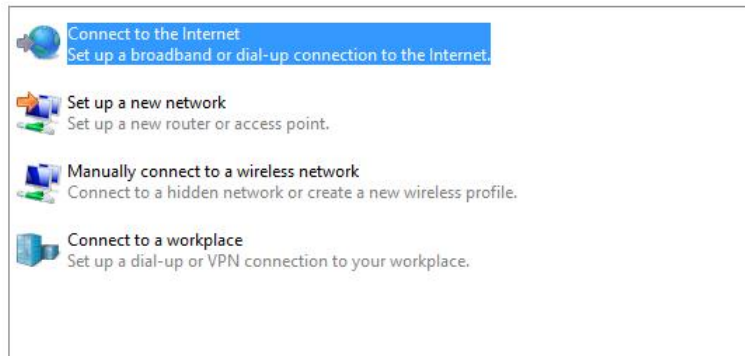 Connect to the Internet
Set up a broadband or dial-up connection to the Internet.
Set up a new network
Set up a new router or access point.
Manually connect to a wireless network
Connect to a hidden network or create a new wireless profile.
Connect to a workplace
Set up a dial-up or VPN connection to your workplace.